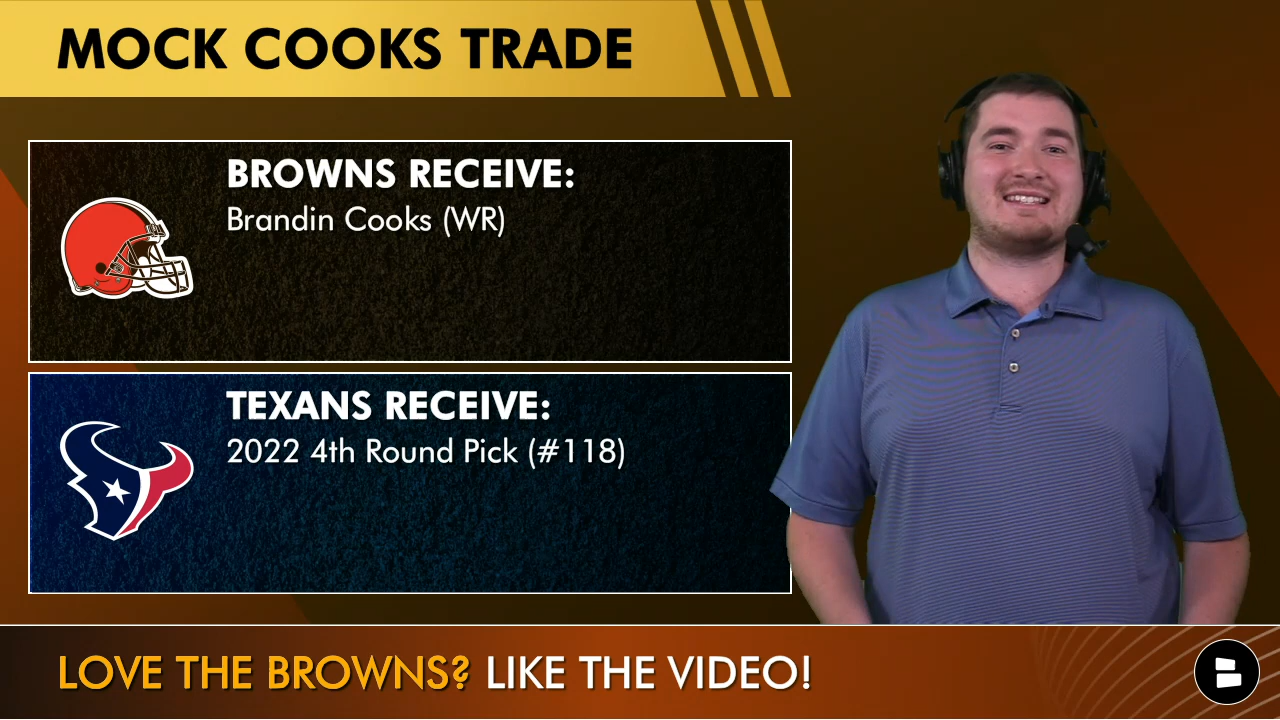 MOCK COOKS TRADE
BROWNS RECEIVE:
Brandin Cooks (WR)
TEXANS RECEIVE:
2022 4th Round Pick (#118)
LOVE THE BROWNS? LIKE THE VIDEO!